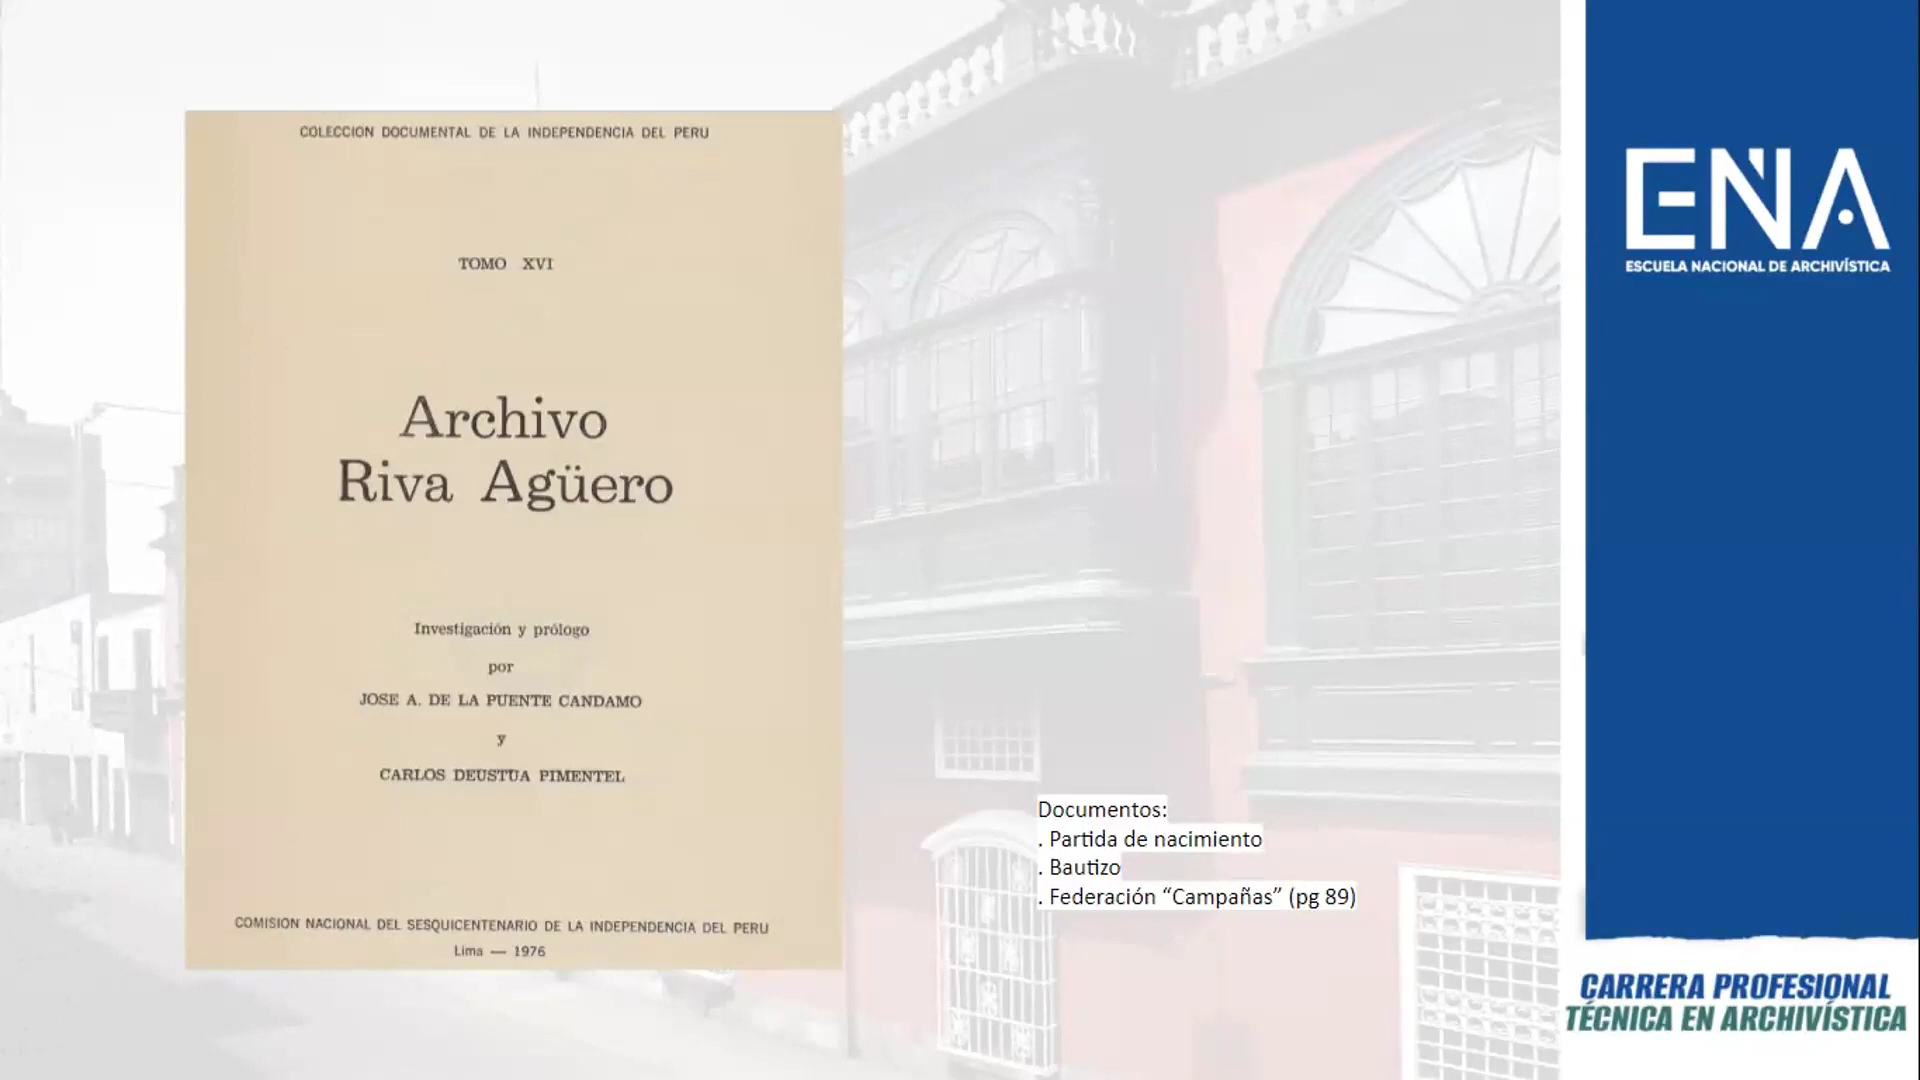 COLECCION DOCUMENTAL DE LA INDEPENDENCIA DEL PERU
TOMO XVI
Archivo
Riva Agüero
Investigación y prólogo
por
JOSE A. DE LA PUENTE CANDAMO
y
CARLOS DEUSTUA PIMENTEL
COMISION NACIONAL DEL SESQUICENTENARIO DE LA INDEPENDENCIA DEL PERU
Lima — 1976
Documentos:
. Partida de nacimiento
. Bautizo
. Federación “Campañas” (pg 89)
ENA
ESCUELA NACIONAL DE ARCHIVÍSTICA
CARRERA PROFESIONAL
TÉCNICA EN ARCHIVÍSTICA